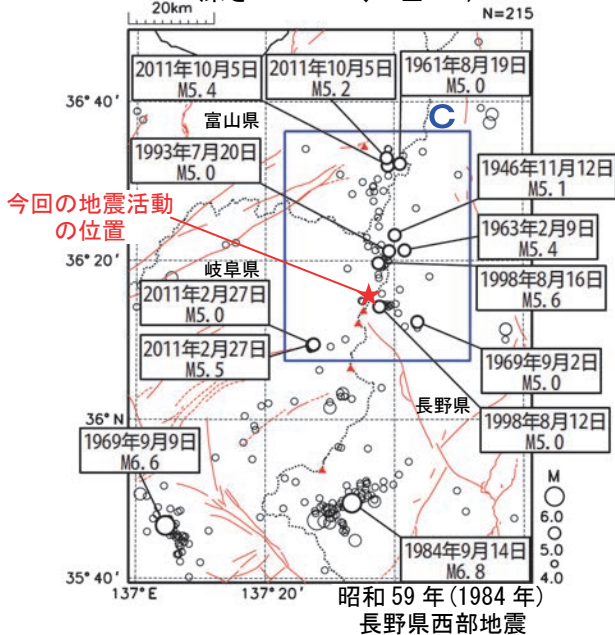 20km
N=215
2011年10月5日
M5.4
2011年10月5日
M5.2
1961年8月19日
M5.0
36°40′
富山県
C
1993年7月20日
M5.0
1946年11月12日
M5.1
今回の地震活動
の位置
1963年2月9日
M5.4
36°20′
岐阜県
1998年8月16日
M5.6
2011年2月27日
M5.0
1969年9月2日
M5.0
2011年2月27日
M5.5
長野県
1998年8月12日
M5.0
36°N
1969年9月9日
M6.6
M
6.0
5.0
4.0
1984年9月14日
M6.8
35°40′
137°E
137°20′
昭和 59 年(1984 年)
長野県西部地震